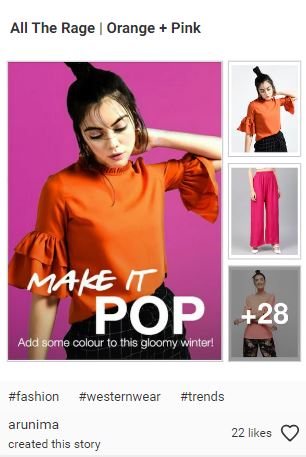 All The Rage | Orange + Pink
MAKE IT
POP
Add some colour to this gloomy winter!
+28
#fashion #westernwear #trends
arunima
created this story
22 likes